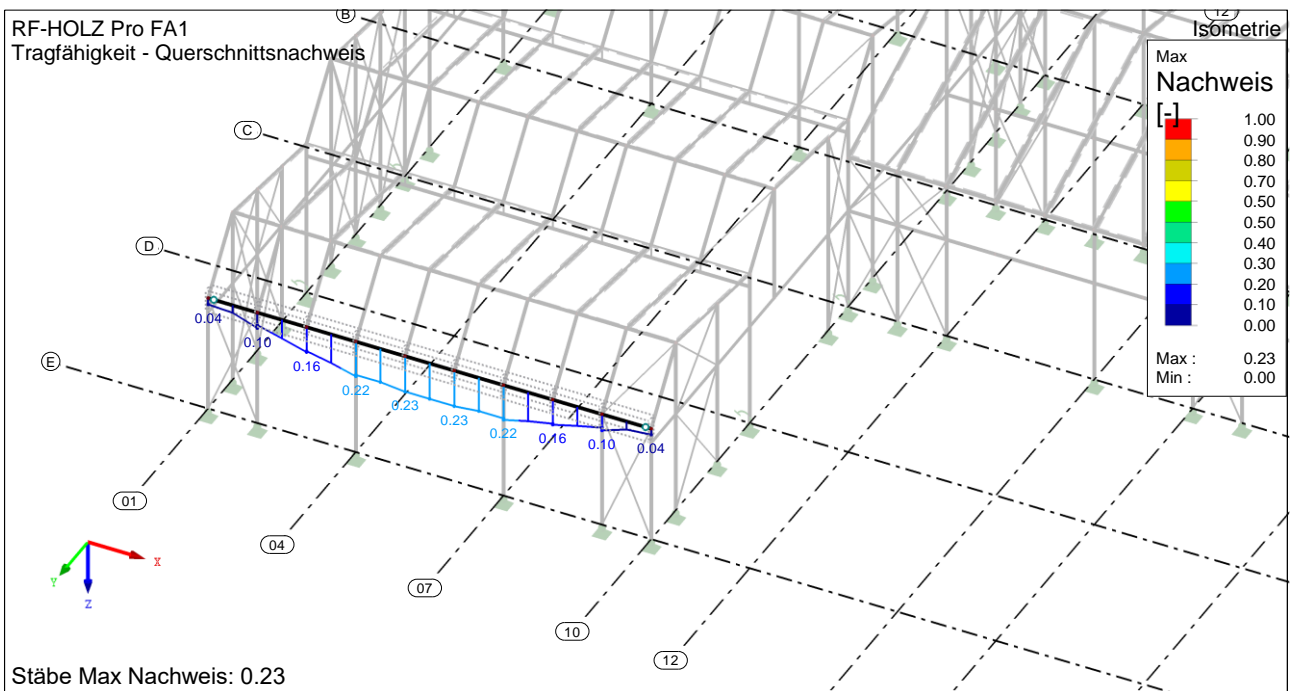 RF-HOLZ Pro FA1
Tragfähigkeit - Querschnittsnachweis
Isometrie
Max
Nachweis
[-]
1.00
0.90
0.80
0.70
0.50
0.50
0.40
0.30
0.20
0.10
0.00
Max : 0.23
Min : 0.00
B
12
C
D
E
0.04
0.10
0.16
0.22
0.23
0.23
0.22
0.16
0.10
0.04
01
04
07
10
12
X
Y
Z
Stäbe Max Nachweis: 0.23